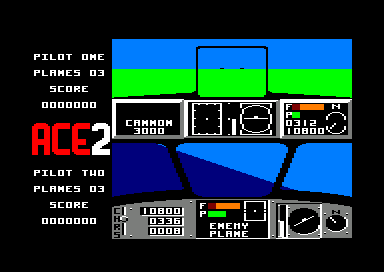 PILOT ONE
PLANES 03
SCORE
0000000
ACE2
PILOT TWO
PLANES 03
SCORE
0000000
CANNON
3000
F N
P
0312
10800
10800
0336
0008
F
P
ENEMY
PLANE
N